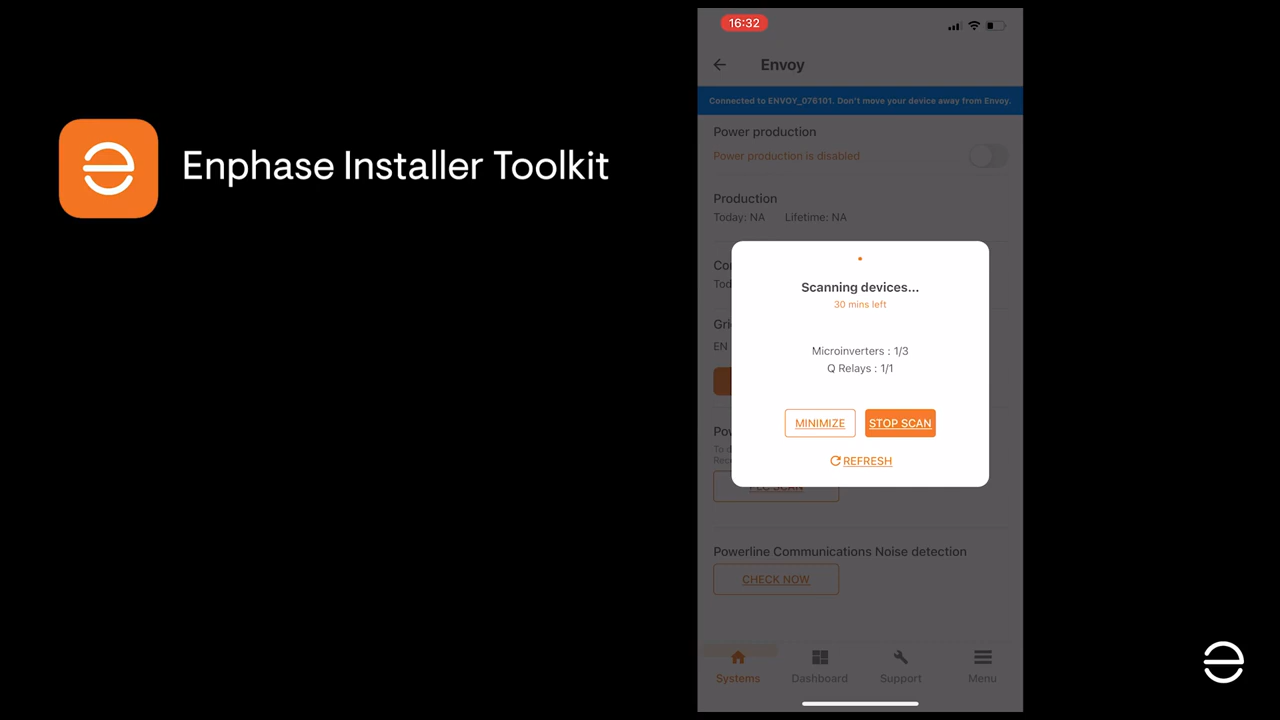 Enphase Installer Toolkit
16:32
Envoy
Connected to ENVOY_076101. Don't move your device away from Envoy.
Power production
Power production is disabled
Production
Today: NA Lifetime: NA
Scanning devices...
30 mins left
Microinverters : 1/3
Q Relays : 1/1
MINIMIZE
STOP SCAN
REFRESH
PLC SCAN
Powerline Communications Noise detection
CHECK NOW
Systems
Dashboard
Support
Menu